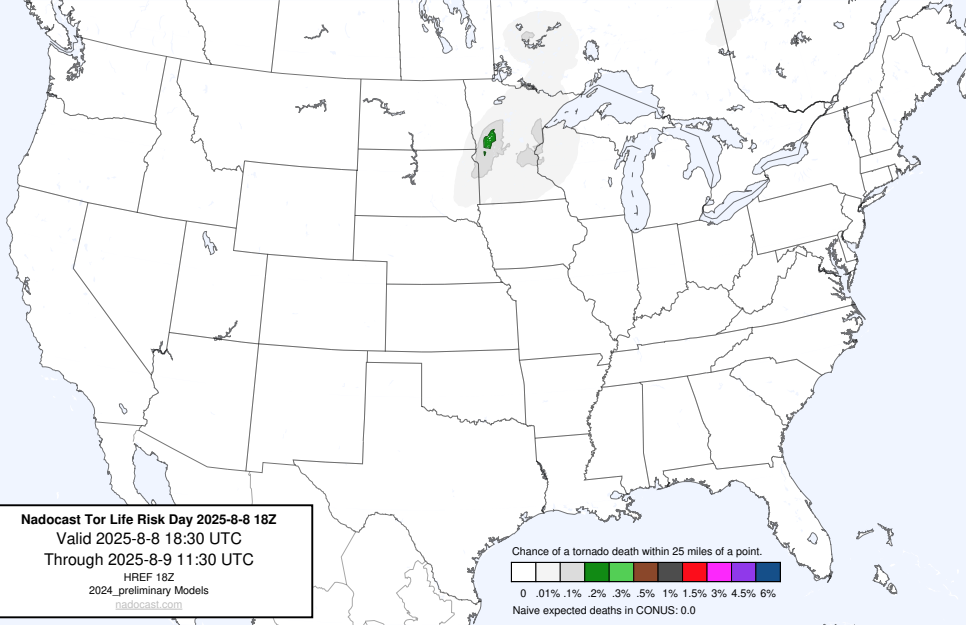 Nadocast Tor Life Risk Day 2025-8-8 18Z
Valid 2025-8-8 18:30 UTC
Through 2025-8-9 11:30 UTC
HREF 18Z
2024_preliminary Models
nadocast.com
Chance of a tornado death within 25 miles of a point.
0 .01% .1% .2% .3% .5% 1% 1.5% 3% 4.5% 6%
Naive expected deaths in CONUS: 0.0